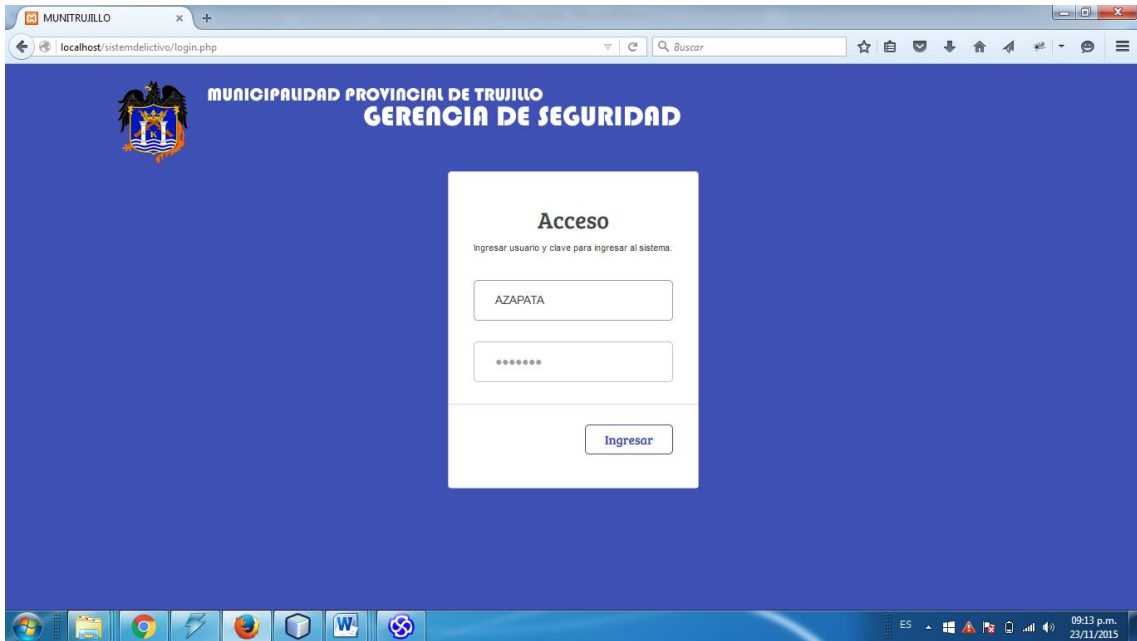 MUNITRUJILLO
localhost/sistemdelictivo/login.php
Buscar
MUNICIPALIDAD PROVINCIAL DE TRUJILLO
GERENCIA DE SEGURIDAD
K
Acceso
Ingresar usuario y clave para ingresar al sistema.
AZAPATA
Ingresar
W
ES
09:13 p.m.
23/11/2015